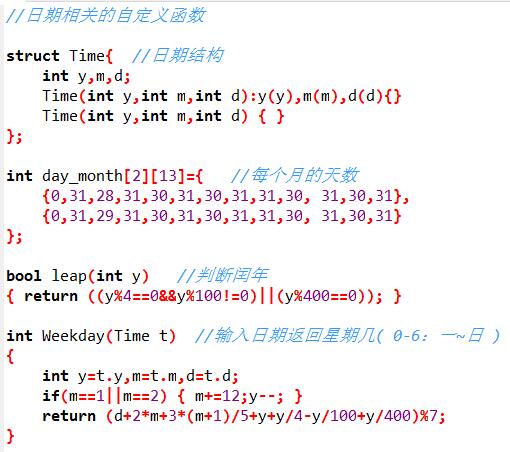 //日期相关的自定义函数
struct Time{  //日期结构
    int y,m,d;
    Time(int y,int m,int d):y(y),m(m),d(d){}
    Time(int y,int m,int d) { }
};
int day_month[2][13]={   //每个月的天数
    {0,31,28,31,30,31,30,31,31,30, 31,30,31},
    {0,31,29,31,30,31,30,31,31,30, 31,30,31}
};
bool leap(int y)   //判断闰年
{ return ((y%4==0&&y%100!=0)||(y%400==0)); }
int Weekday(Time t)  //输入日期返回星期几( 0-6：一~日 )
{
    int y=t.y,m=t.m,d=t.d;
    if(m==1||m==2) { m+=12;y--; }
    return (d+2*m+3*(m+1)/5+y+y/4-y/100+y/400)%7;
}